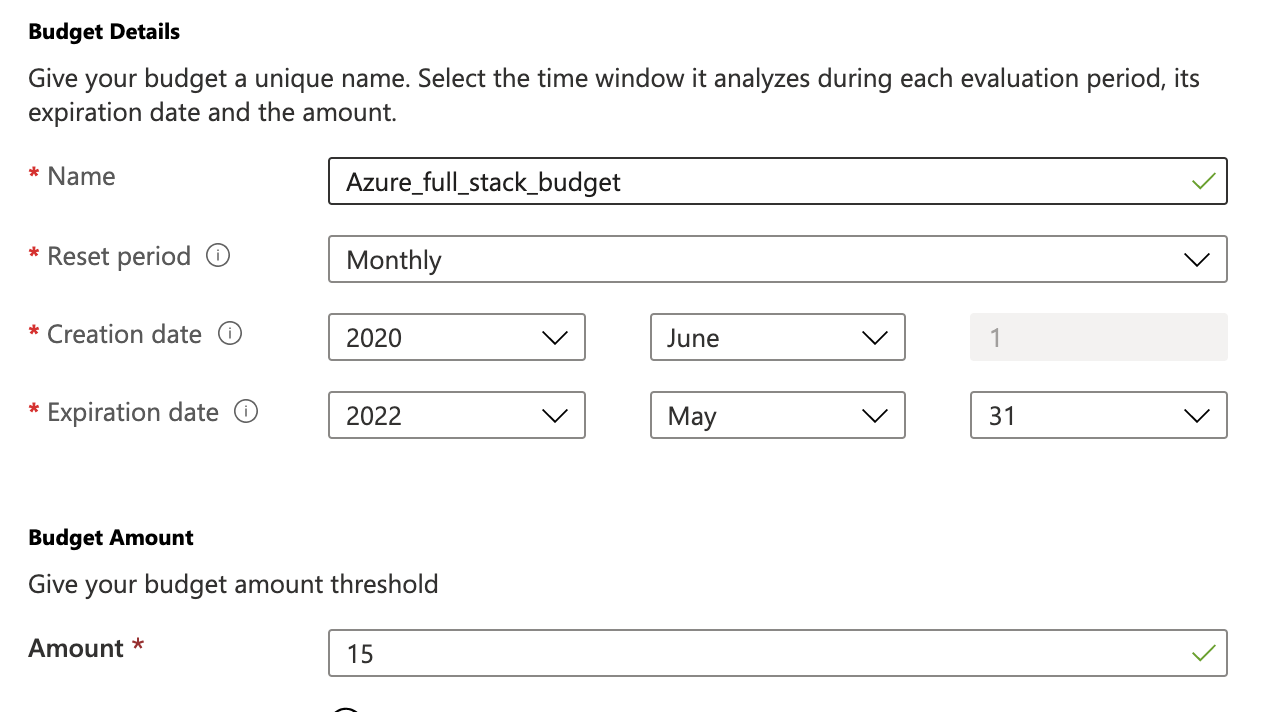 Budget Details
Give your budget a unique name. Select the time window it analyzes during each evaluation period, its
expiration date and the amount.
* Name
Azure_full_stack_budget
* Reset period
Monthly
* Creation date
2020 June 1
* Expiration date
2022 May 31
Budget Amount
Give your budget amount threshold
Amount *
15